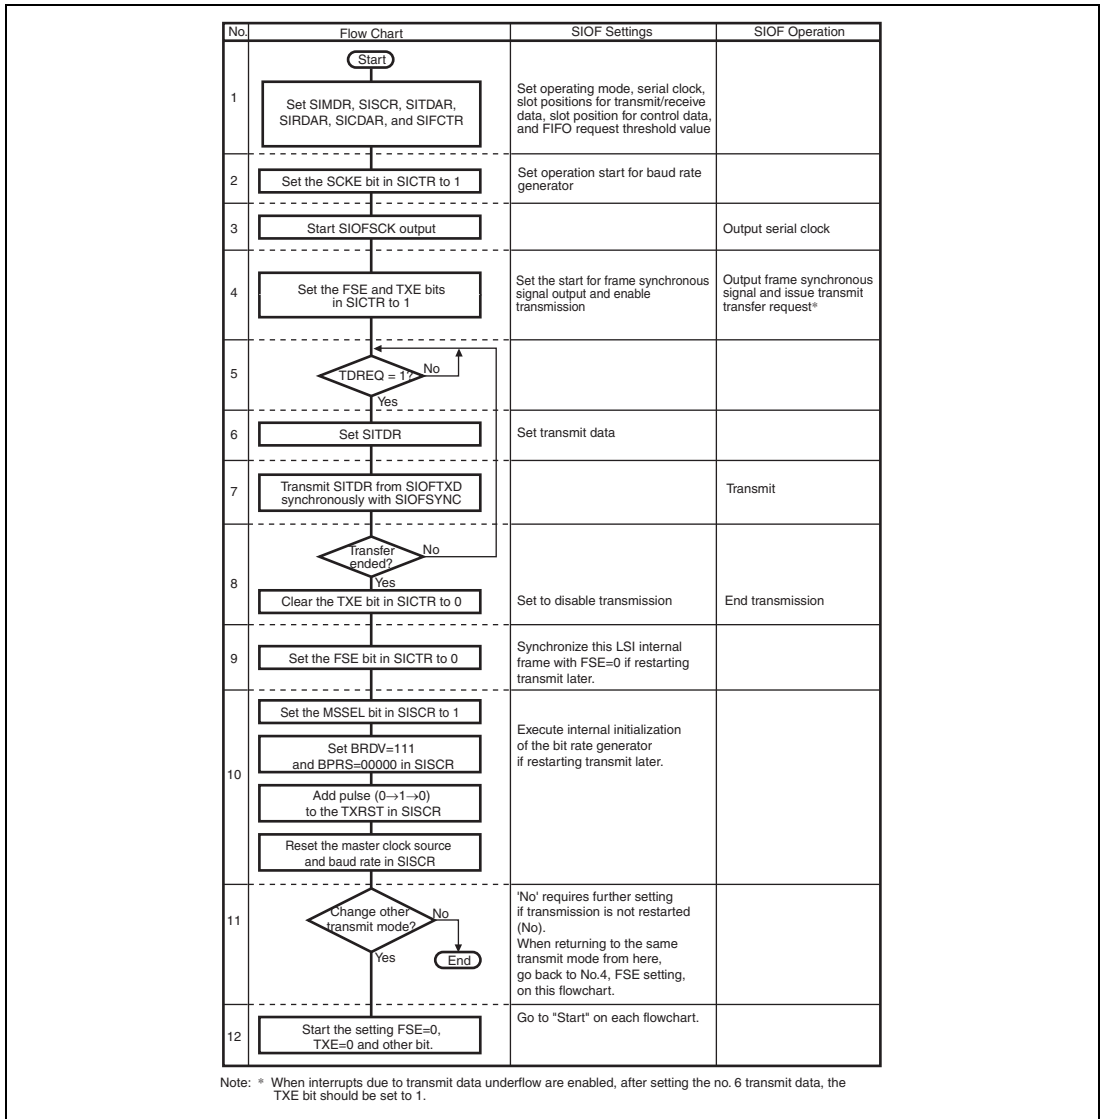 No.
Flow Chart
SIOF Settings
SIOF Operation
Start
1
Set SIMDR, SISCR, SITDAR,
SIRDAR, SICDAR, and SIFCTR
Set operating mode, serial clock,
slot positions for transmit/receive
data, slot position for control data,
and FIFO request threshold value
2
Set the SCKE bit in SICTR to 1
Set operation start for baud rate
generator
3
Start SIOFSCK output
Output serial clock
4
Set the FSE and TXE bits
in SICTR to 1
Set the start for frame synchronous
signal output and enable
transmission
Output frame synchronous
signal and issue transmit
transfer request*
5
TDREQ = 1?
No
Yes
6
Set SITDR
Set transmit data
7
Transmit SITDR from SIOFTXD
synchronously with SIOFSYNC
Transmit
8
Transfer
ended?
No
Yes
Clear the TXE bit in SICTR to 0
Set to disable transmission
End transmission
9
Set the FSE bit in SICTR to 0
Synchronize this LSI internal
frame with FSE=0 if restarting
transmit later.
10
Set the MSSEL bit in SISCR to 1
Set BRDV=111
and BPRS=00000 in SISCR
Add pulse (0→1→0)
to the TXRST in SISCR
Reset the master clock source
and baud rate in SISCR
Execute internal initialization
of the bit rate generator
if restarting transmit later.
11
Change other
transmit mode?
No
Yes
End
'No' requires further setting
if transmission is not restarted
(No).
When returning to the same
transmit mode from here,
go back to No.4, FSE setting,
on this flowchart.
12
Start the setting FSE=0,
TXE=0 and other bit.
Go to "Start" on each flowchart.
Note: * When interrupts due to transmit data underflow are enabled, after setting the no. 6 transmit data, the
TXE bit should be set to 1.